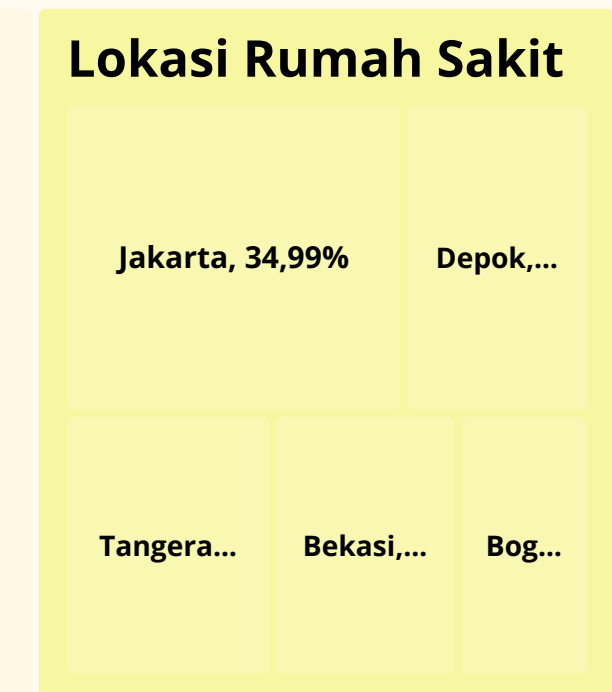 Lokasi Rumah Sakit
Jakarta, 34,99%
Depok,...
Tangera...
Bekasi,...
Bog...